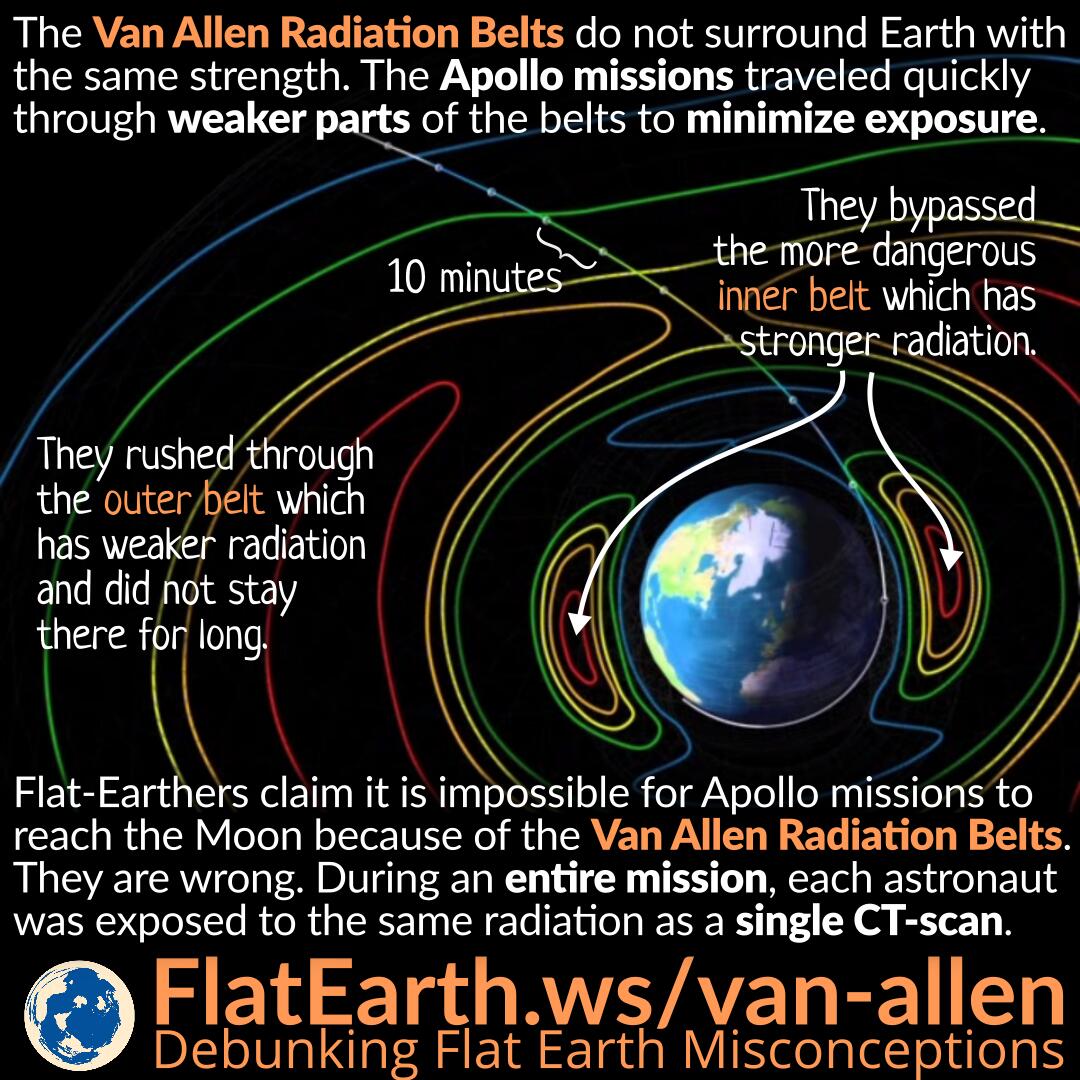 The Van Allen Radiation Belts do not surround Earth with
the same strength. The Apollo missions traveled quickly
through weaker parts of the belts to minimize exposure.
They bypassed
the more dangerous
inner belt which has
stronger radiation.
10 minutes
They rushed through
the outer belt which
has weaker radiation
and did not stay
there for long.
Flat-Earthers claim it is impossible for Apollo missions to
reach the Moon because of the Van Allen Radiation Belts.
They are wrong. During an entire mission, each astronaut
was exposed to the same radiation as a single CT-scan.
FlatEarth.ws/van-allen
Debunking Flat Earth Misconceptions